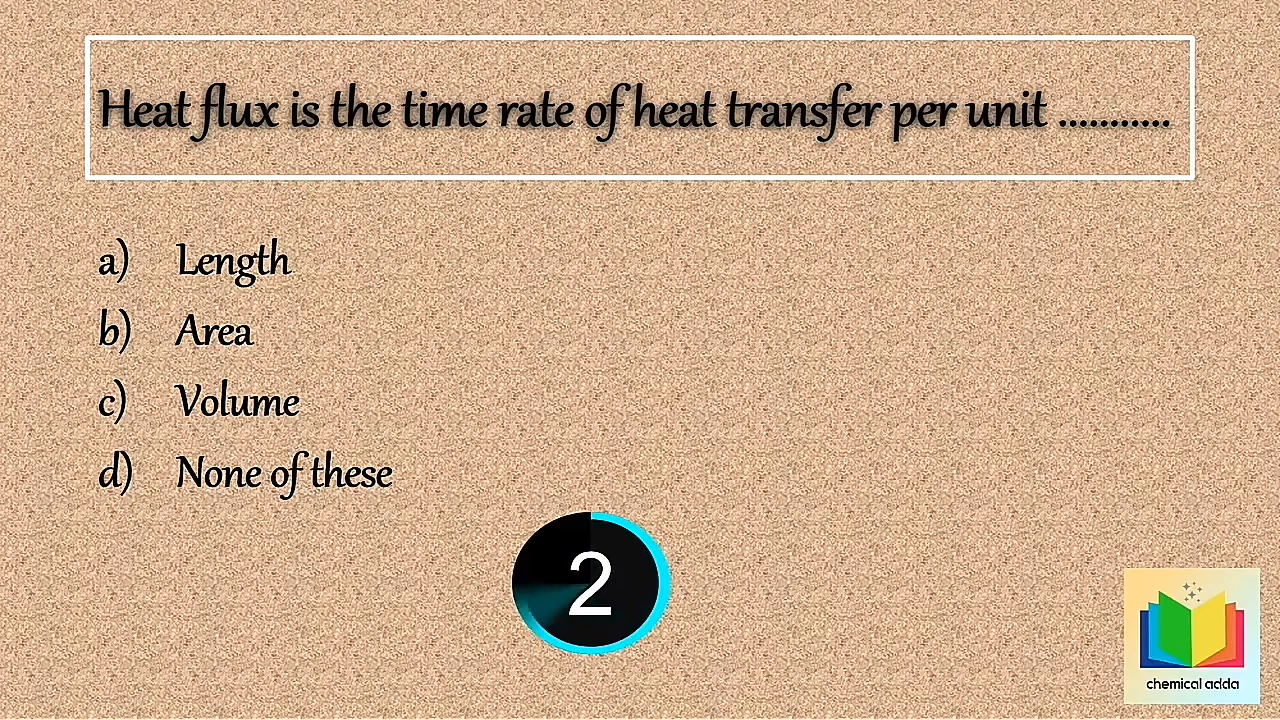 Heat flux is the time rate of heat transfer per unit ...........
a) Length
b) Area
c) Volume
d) None of these
2
chemical adda